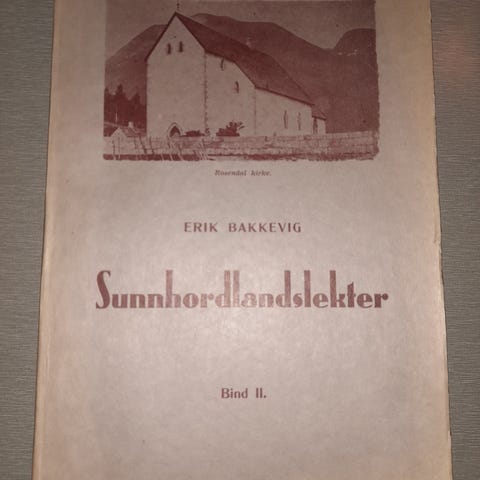 Rosendal kirke.
ERIK BAKKEVIG
Sunnhordlandslekter
Bind II.